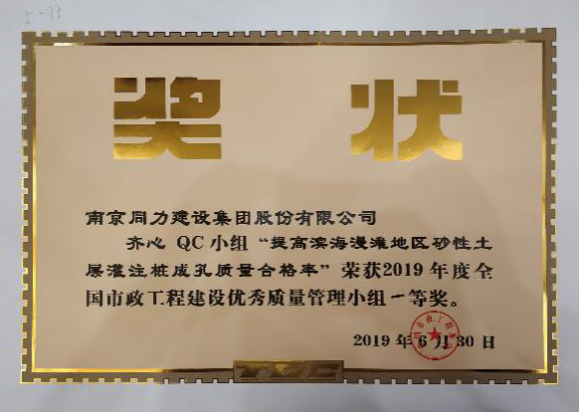 5-33
奖 状
南京同力建设集团股份有限公司
齐心 QC 小组“提高滨海漫滩地区砂性土
层灌注桩成孔质量合格率”荣获2019 年度全
国市政工程建设优秀质量管理小组一等奖。
2019 年 6 月 30 日